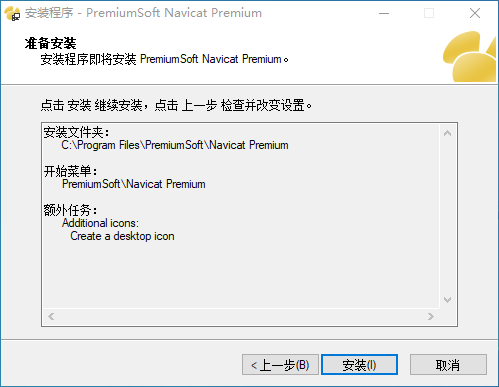 安装程序 - PremiumSoft Navicat Premium
准备安装
安装程序即将安装 PremiumSoft Navicat Premium。
点击 安装 继续安装，点击 上一步 检查并改变设置。
安装文件夹：
C:\Program Files\PremiumSoft\Navicat Premium
开始菜单：
PremiumSoft\Navicat Premium
额外任务：
Additional icons:
Create a desktop icon
< 上一步(B)
安装(I)
取消